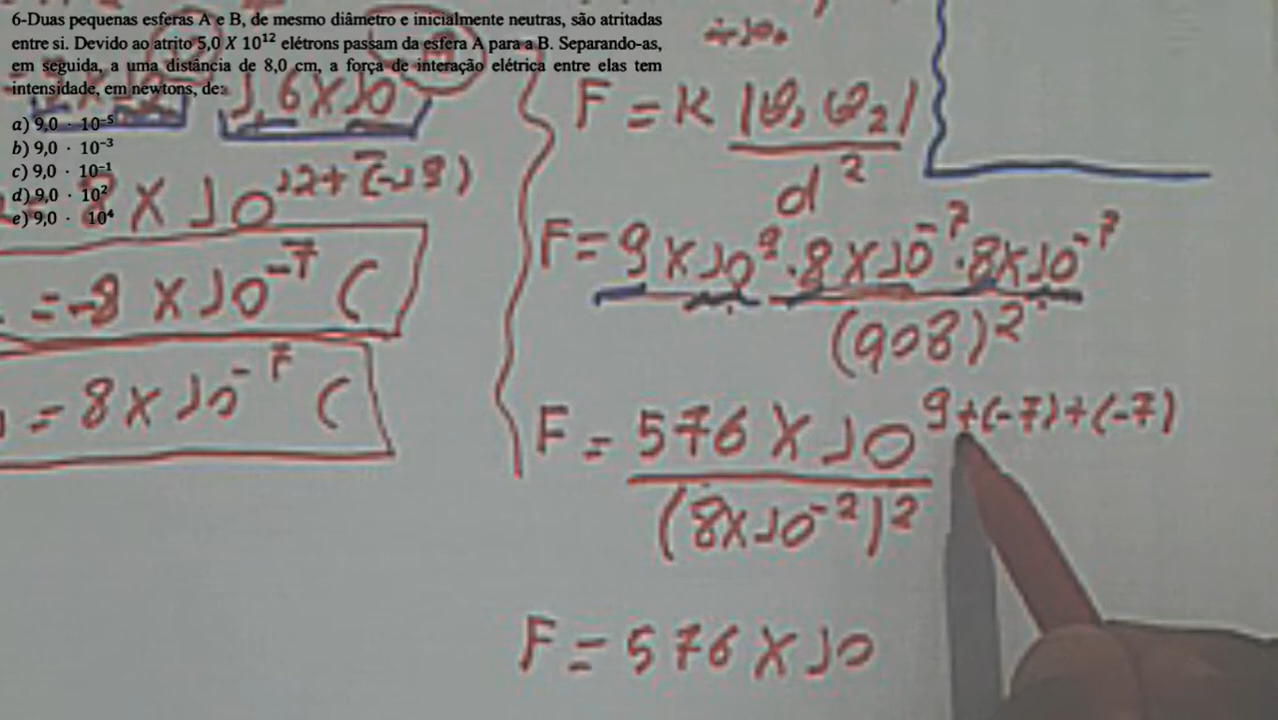 6-Duas pequenas esferas A e B, de mesmo diâmetro e inicialmente neutras, são atritadas
entre si. Devido ao atrito 5,0 X 10¹² elétrons passam da esfera A para a B. Separando-as,
em seguida, a uma distância de 8,0 cm, a força de interação elétrica entre elas tem
intensidade, em newtons, de:
a) 9,0 · 10⁻⁵
b) 9,0 · 10⁻³
c) 9,0 · 10⁻¹
d) 9,0 · 10²
e) 9,0 · 10⁴
1,6 X 10
8 X 10¹²⁺⁽⁻¹⁹⁾
= -8 X 10⁻⁷ C
= 8 X 10⁻⁷ C
F = K |Q₁ Q₂|
d²
F = 9 X 10⁹ . 8 X 10⁻⁷ . 8 X 10⁻⁷
(0,08)²
F = 576 X 10⁹⁺⁽⁻⁷⁾⁺⁽⁻⁷⁾
(8X10⁻²)²
F = 576 X 10